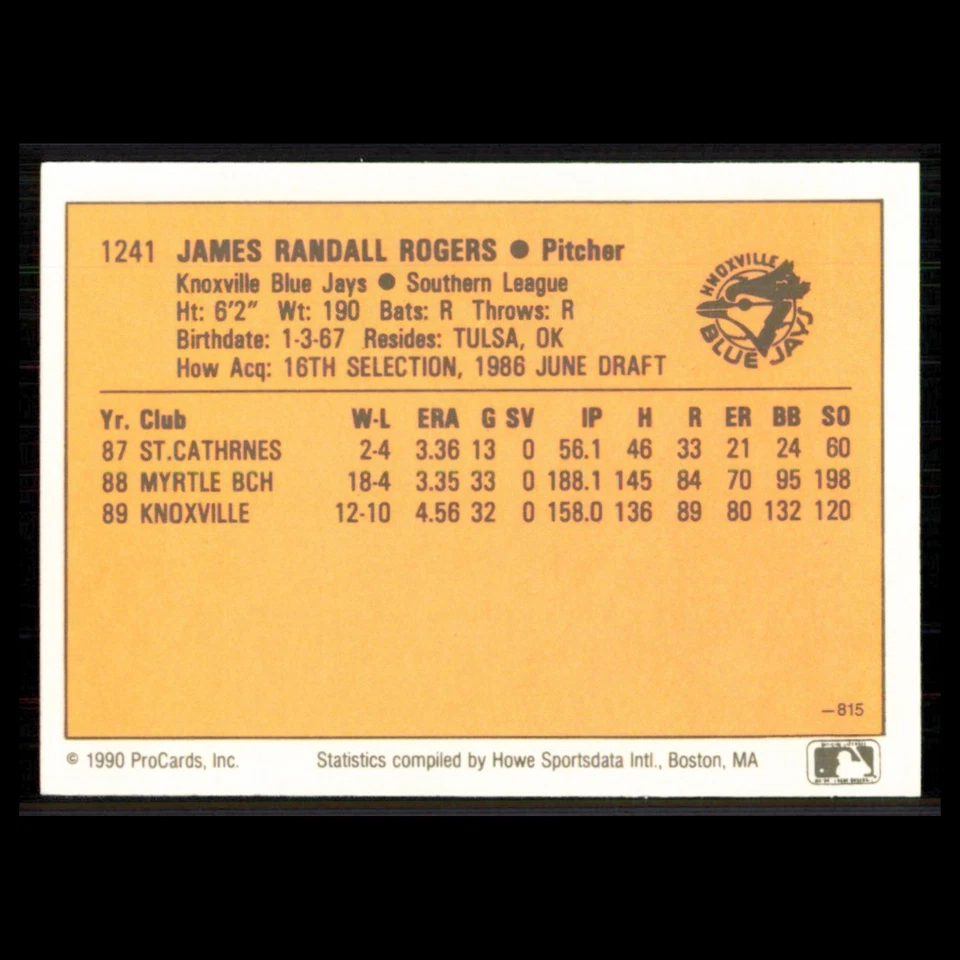 1241 JAMES RANDALL ROGERS ● Pitcher
Knoxville Blue Jays ● Southern League
Ht: 6'2" Wt: 190 Bats: R Throws: R
Birthdate: 1-3-67 Resides: TULSA, OK
How Acq: 16TH SELECTION, 1986 JUNE DRAFT
KNOXVILLE
BLUE JAYS
Yr. Club W-L ERA G SV IP H R ER BB SO
87 ST.CATHRNES 2-4 3.36 13 0 56.1 46 33 21 24 60
88 MYRTLE BCH 18-4 3.35 33 0 188.1 145 84 70 95 198
89 KNOXVILLE 12-10 4.56 32 0 158.0 136 89 80 132 120
—815
© 1990 ProCards, Inc. Statistics compiled by Howe Sportsdata Intl., Boston, MA